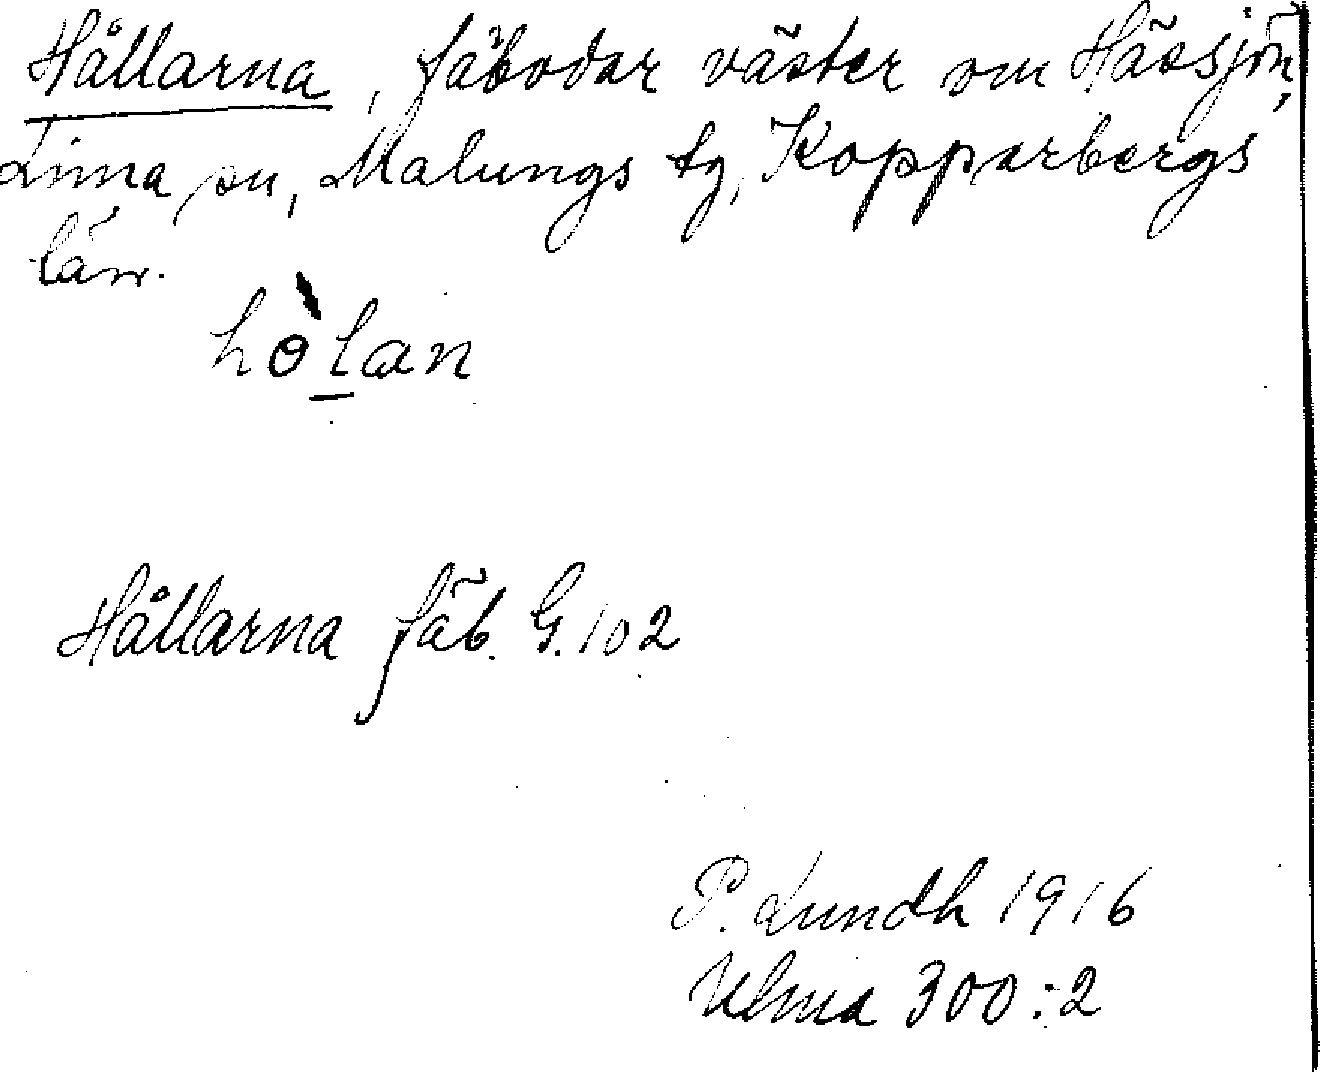 Hållarna, fäbodar väster om Hässjön,
Lima sn, Malungs tg, Kopparbergs
län.
hòlan
Hållarna fäb. G. 102
P. Lundh 1916
Ulma 300:2